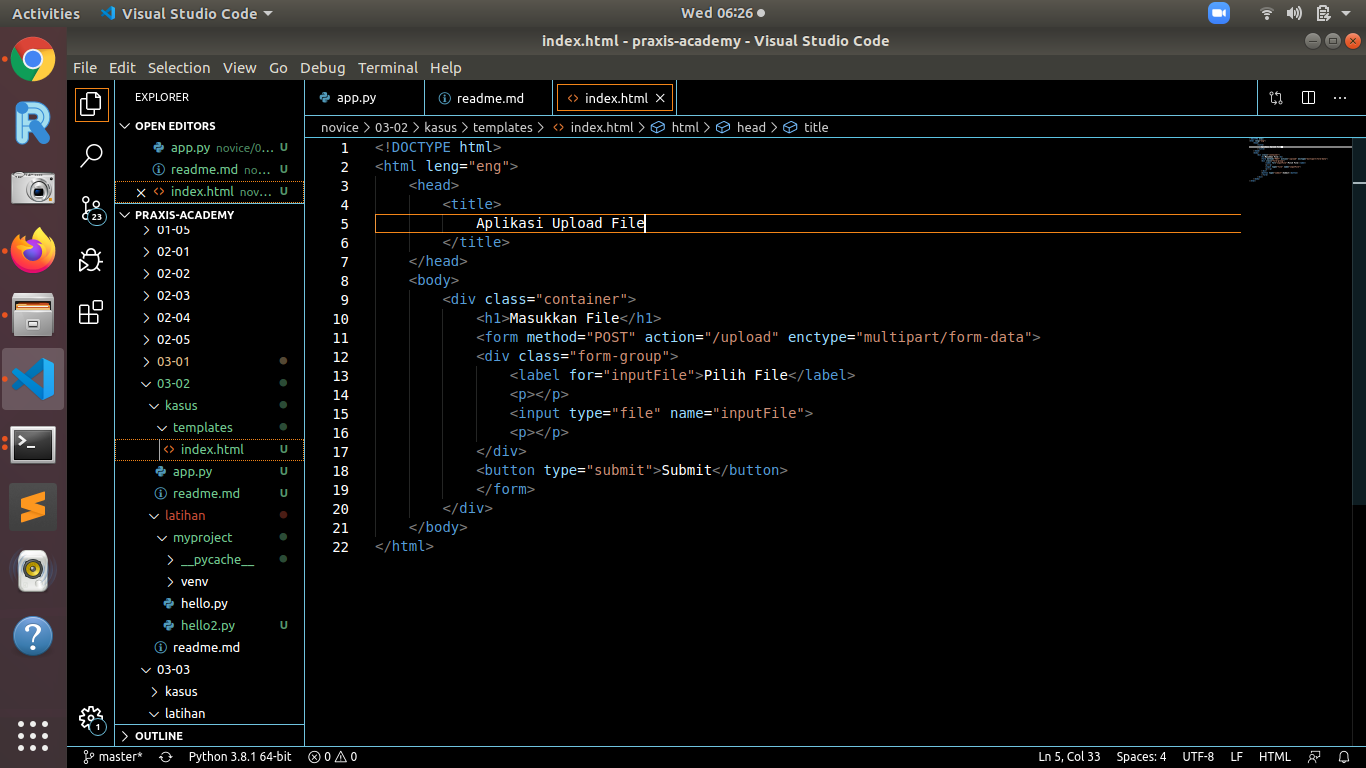 Activities Visual Studio Code Wed 06:26
index.html - praxis-academy - Visual Studio Code
File Edit Selection View Go Debug Terminal Help
EXPLORER
OPEN EDITORS
app.py novice/0... U
readme.md no... U
index.html nov... U
PRAXIS-ACADEMY
01-05
02-01
02-02
02-03
02-04
02-05
03-01
03-02
kasus
templates
index.html U
app.py U
readme.md U
latihan
myproject
__pycache__
venv
hello.py
hello2.py U
readme.md
03-03
kasus
latihan
OUTLINE
23
1
app.py readme.md index.html
novice > 03-02 > kasus > templates > index.html > html > head > title
1 <!DOCTYPE html>
2 <html leng="eng">
3 <head>
4 <title>
5 Aplikasi Upload File
6 </title>
7 </head>
8 <body>
9 <div class="container">
10 <h1>Masukkan File</h1>
11 <form method="POST" action="/upload" enctype="multipart/form-data">
12 <div class="form-group">
13 <label for="inputFile">Pilih File</label>
14 <p></p>
15 <input type="file" name="inputFile">
16 <p></p>
17 </div>
18 <button type="submit">Submit</button>
19 </form>
20 </div>
21 </body>
22 </html>
master* Python 3.8.1 64-bit 0 0 Ln 5, Col 33 Spaces: 4 UTF-8 LF HTML